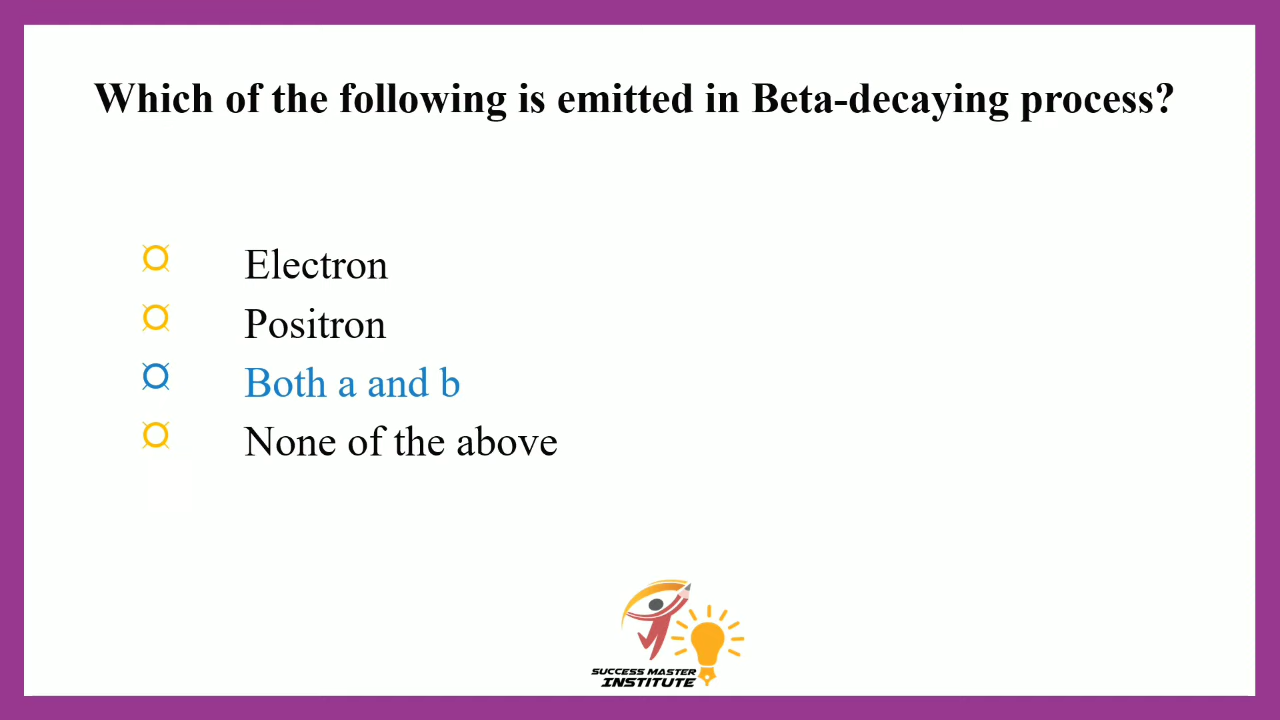 Which of the following is emitted in Beta-decaying process?
¤ Electron
¤ Positron
¤ Both a and b
¤ None of the above
SUCCESS MASTER
INSTITUTE